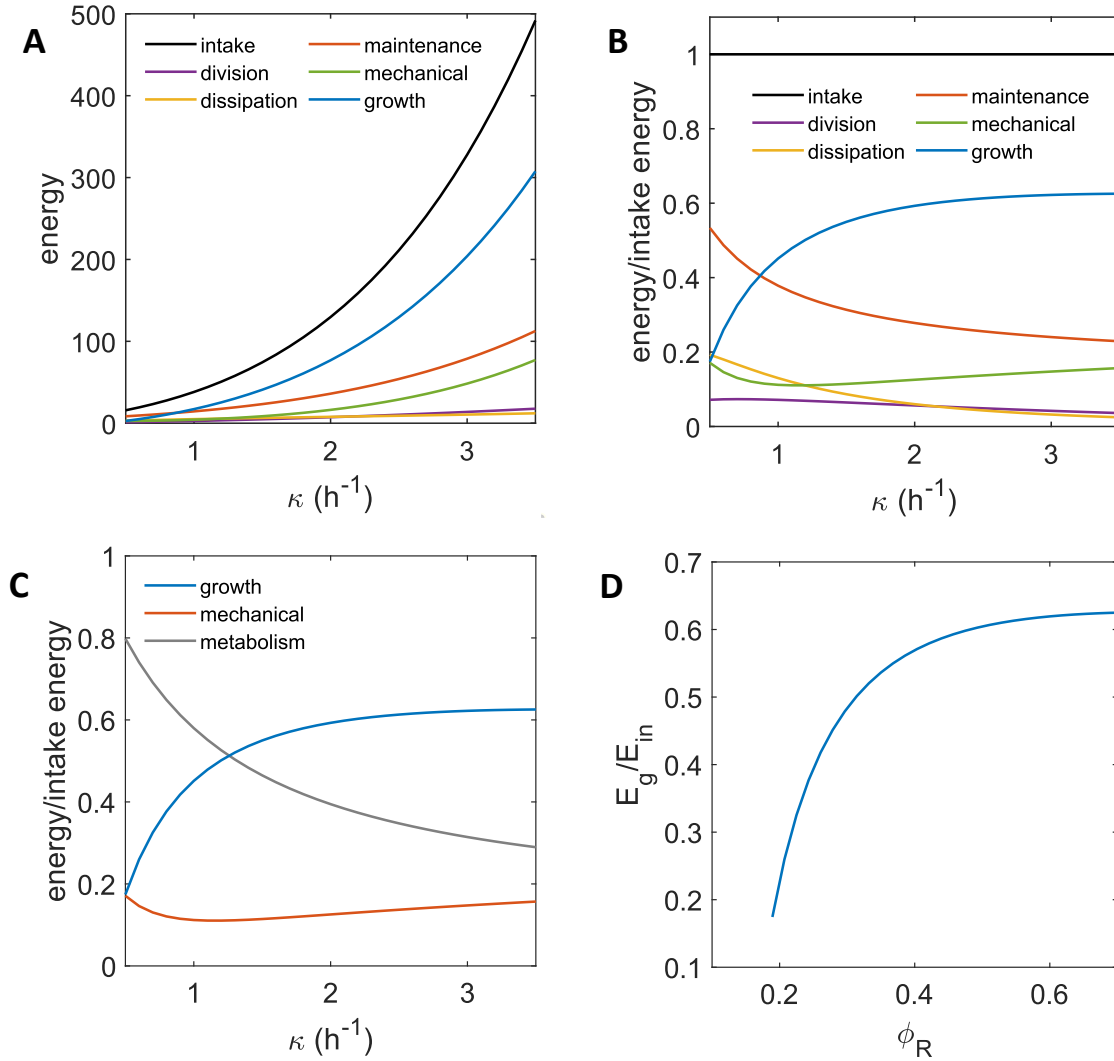 A
500
400
300
200
100
0
energy
intake
division
dissipation
maintenance
mechanical
growth
1
2
3
κ (h⁻¹)
B
1
0.8
0.6
0.4
0.2
0
energy/intake energy
intake
division
dissipation
maintenance
mechanical
growth
1
2
3
κ (h⁻¹)
C
1
0.8
0.6
0.4
0.2
0
energy/intake energy
growth
mechanical
metabolism
1
2
3
κ (h⁻¹)
D
0.7
0.6
0.5
0.4
0.3
0.2
0.1
E_g/E_in
0.2
0.4
0.6
ϕ_R